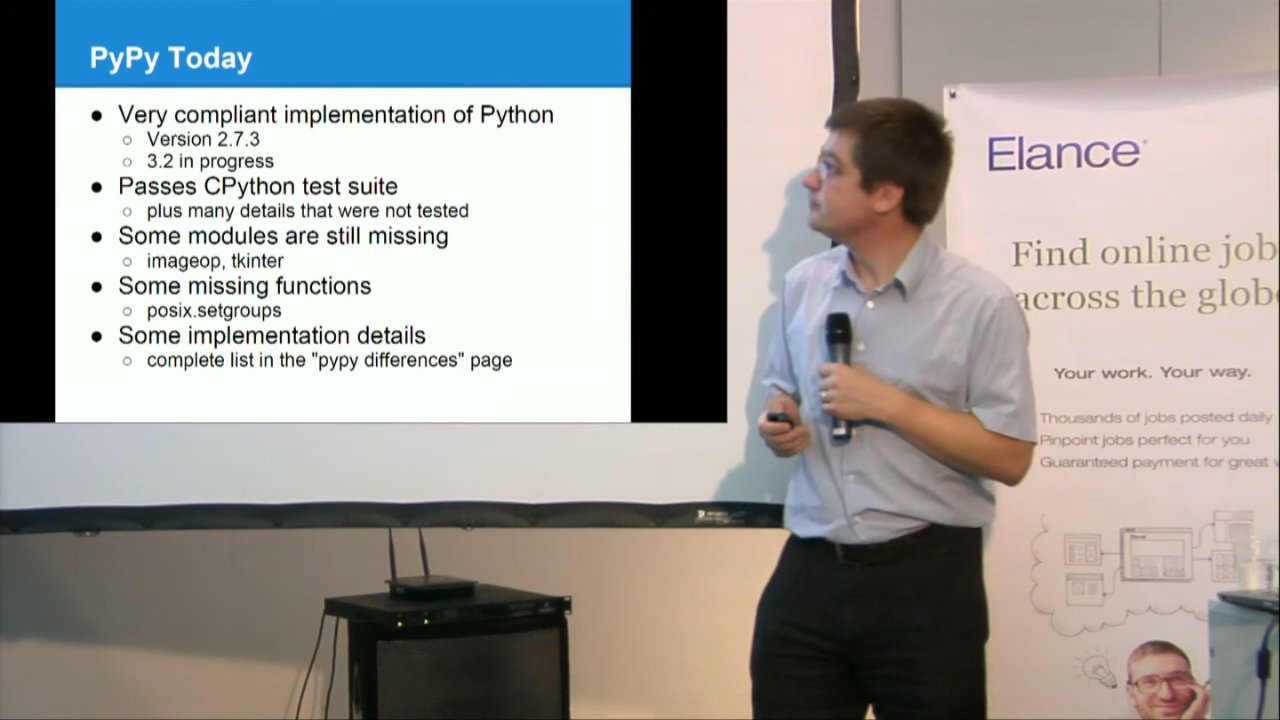 PyPy Today
● Very compliant implementation of Python
○ Version 2.7.3
○ 3.2 in progress
● Passes CPython test suite
○ plus many details that were not tested
● Some modules are still missing
○ imageop, tkinter
● Some missing functions
○ posix.setgroups
● Some implementation details
○ complete list in the "pypy differences" page
Elance
Find online job
across the glob
Your work. Your way.
Thousands of jobs posted daily
Pinpoint jobs perfect for you
Guaranteed payment for great